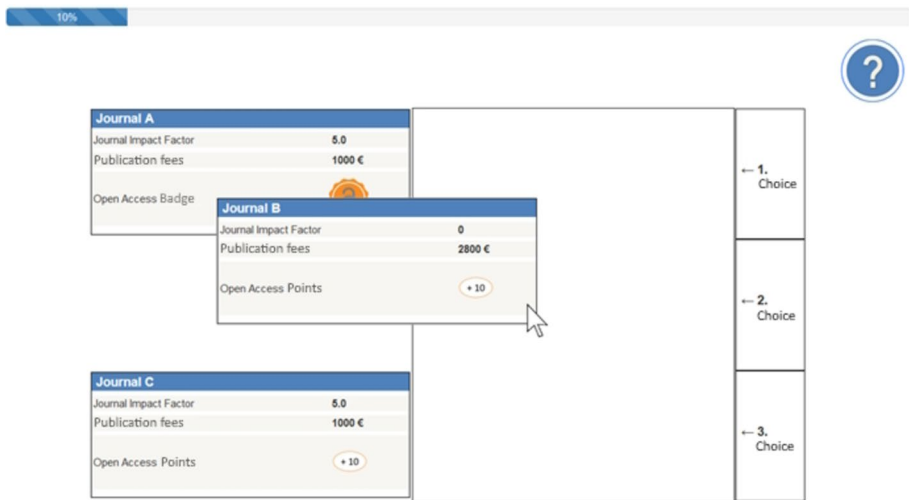 10%
?
Journal A
Journal Impact Factor 5.0
Publication fees 1000 €
Open Access Badge
Journal B
Journal Impact Factor 0
Publication fees 2800 €
Open Access Points + 10
Journal C
Journal Impact Factor 5.0
Publication fees 1000 €
Open Access Points + 10
← 1.
Choice
← 2.
Choice
← 3.
Choice